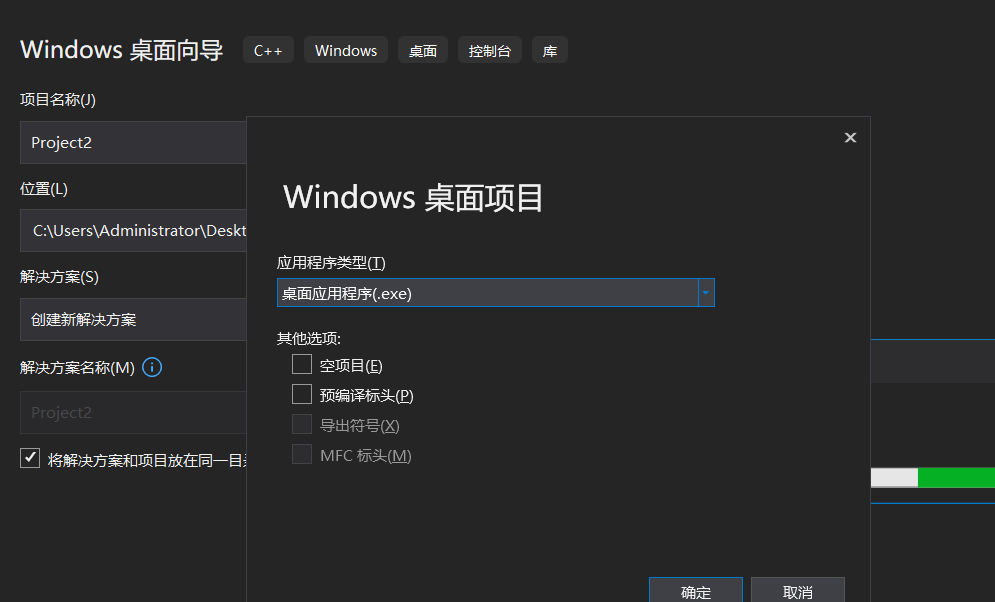 Windows 桌面向导 C++ Windows 桌面 控制台 库
项目名称(J)
Project2
位置(L)
C:\Users\Administrator\Deskt
解决方案(S)
创建新解决方案
解决方案名称(M)
Project2
将解决方案和项目放在同一目
Windows 桌面项目
应用程序类型(T)
桌面应用程序(.exe)
其他选项:
空项目(E)
预编译标头(P)
导出符号(X)
MFC 标头(M)
确定 取消